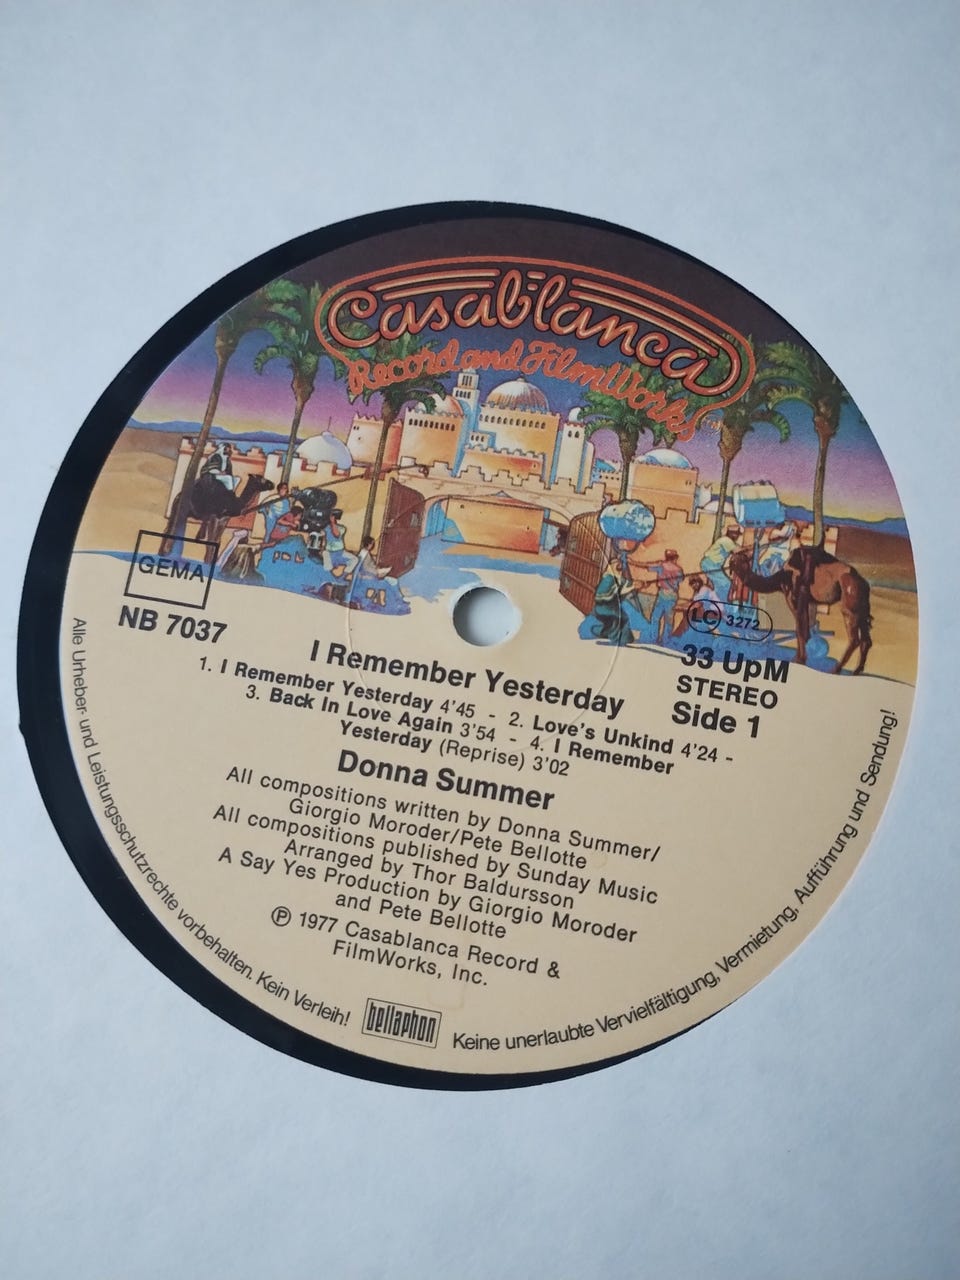 Casablanca
Record and FilmWorks
GEMA
LC 3272
NB 7037
33 UpM
STEREO
Side 1
I Remember Yesterday
1. I Remember Yesterday 4'45 - 2. Love's Unkind 4'24 -
3. Back In Love Again 3'54 - 4. I Remember
Yesterday (Reprise) 3'02
Donna Summer
All compositions written by Donna Summer/
Giorgio Moroder/Pete Bellotte
All compositions published by Sunday Music
Arranged by Thor Baldursson
A Say Yes Production by Giorgio Moroder
and Pete Bellotte
Ⓟ 1977 Casablanca Record &
FilmWorks, Inc.
Alle Urheber- und Leistungsschutzrechte vorbehalten. Kein Verleih!
bellaphon
Keine unerlaubte Vervielfältigung, Vermietung, Aufführung und Sendung!